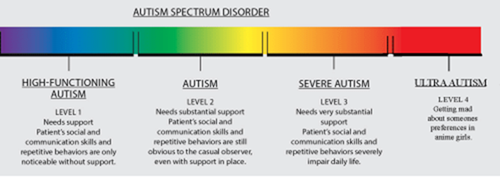 AUTISM SPECTRUM DISORDER
HIGH-FUNCTIONING
AUTISM
LEVEL 1
Needs support
Patient's social and
communication skills and
repetitive behaviors are only
noticeable without support.
AUTISM
LEVEL 2
Needs substantial support
Patient's social and
communication skills and
repetitive behaviors are still
obvious to the casual observer,
even with support in place.
SEVERE AUTISM
LEVEL 3
Needs very substantial
support
Patient's social and
communication skills and
repetitive behaviors severely
impair daily life.
ULTRA AUTISM
LEVEL 4
Getting mad
about someones
preferences in
anime girls.